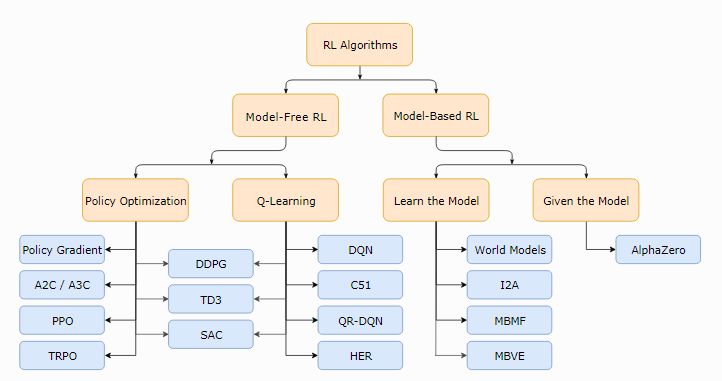 RL Algorithms
Model-Free RL
Model-Based RL
Policy Optimization
Q-Learning
Learn the Model
Given the Model
Policy Gradient
DQN
World Models
AlphaZero
DDPG
A2C / A3C
C51
I2A
TD3
PPO
QR-DQN
MBMF
SAC
TRPO
HER
MBVE